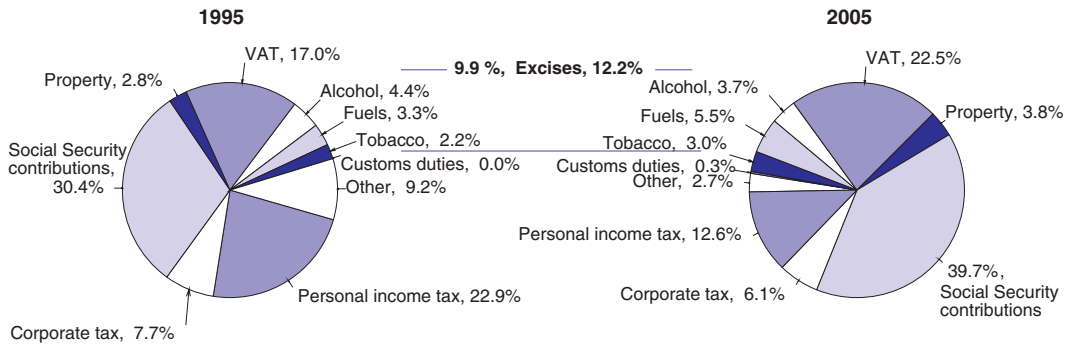 1995
2005
VAT, 17.0%
9.9 %,  Excises, 12.2%
VAT, 22.5%
Property, 2.8%
Alcohol, 4.4%
Fuels, 3.3%
Tobacco,  2.2%
Customs duties,  0.0%
Other,  9.2%
Social Security
contributions,
30.4%
Personal income tax, 22.9%
Corporate tax,  7.7%
Alcohol, 3.7%
Property, 3.8%
Fuels, 5.5%
Tobacco,  3.0%
Customs duties,  0.3%
Other,  2.7%
Personal income tax, 12.6%
Corporate tax,  6.1%
39.7%,
Social Security
contributions